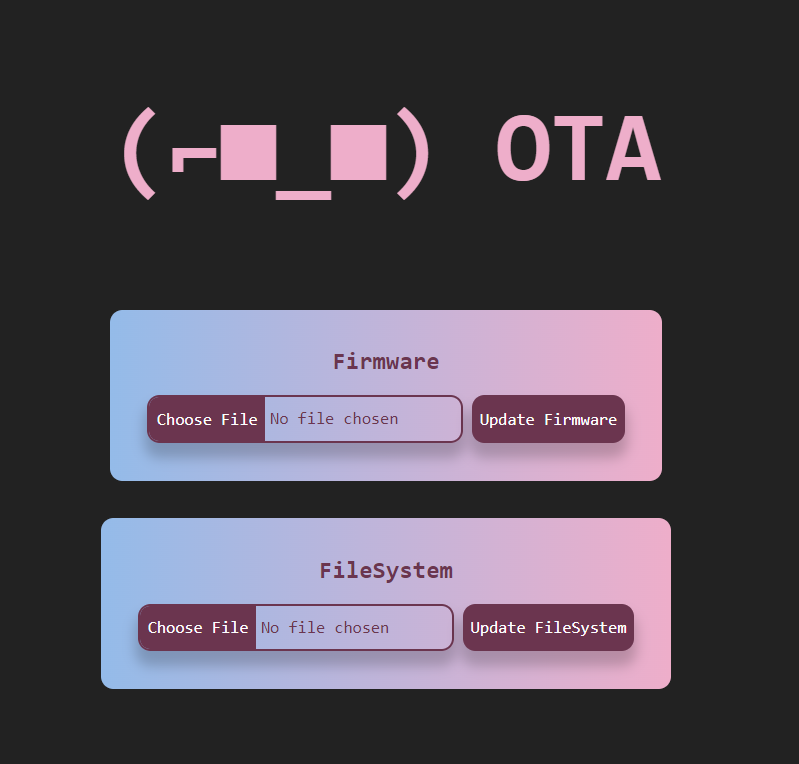 (⌐■_■) OTA
Firmware
Choose File No file chosen Update Firmware
FileSystem
Choose File No file chosen Update FileSystem